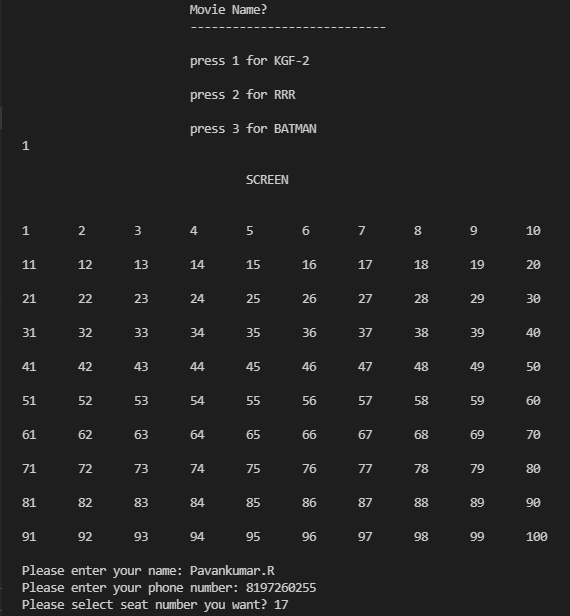 Movie Name?
----------------------------
press 1 for KGF-2
press 2 for RRR
press 3 for BATMAN
1
SCREEN
1 2 3 4 5 6 7 8 9 10
11 12 13 14 15 16 17 18 19 20
21 22 23 24 25 26 27 28 29 30
31 32 33 34 35 36 37 38 39 40
41 42 43 44 45 46 47 48 49 50
51 52 53 54 55 56 57 58 59 60
61 62 63 64 65 66 67 68 69 70
71 72 73 74 75 76 77 78 79 80
81 82 83 84 85 86 87 88 89 90
91 92 93 94 95 96 97 98 99 100
Please enter your name: Pavankumar.R
Please enter your phone number: 8197260255
Please select seat number you want? 17